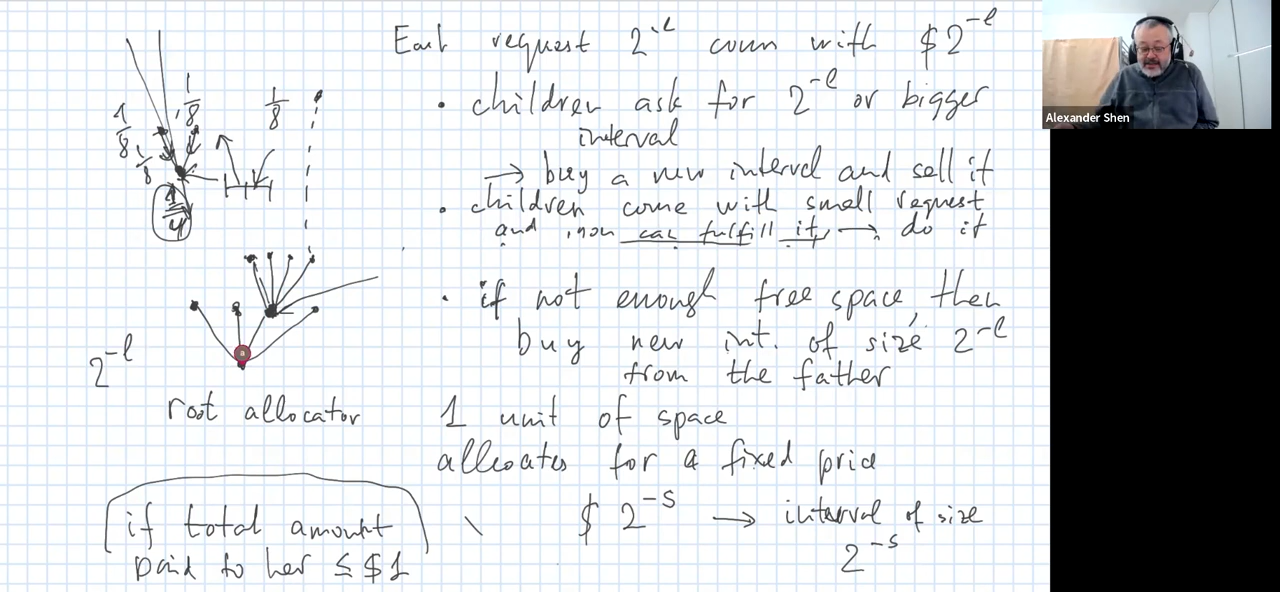 Each request 2^-l comes with $ 2^-l
• children ask for 2^-l or bigger
interval
→ buy a new interval and sell it
• children come with small request
and you can fulfill it → do it
• if not enough free space, then
buy new int. of size 2^-l
from the father
1/8
1/8
1/8
1/8
1/4
2^-l
a
root allocator
1 unit of space
allocates for a fixed price
$ 2^-s → interval of size
2^-s
if total amount
paid to her ≤ $1
Alexander Shen